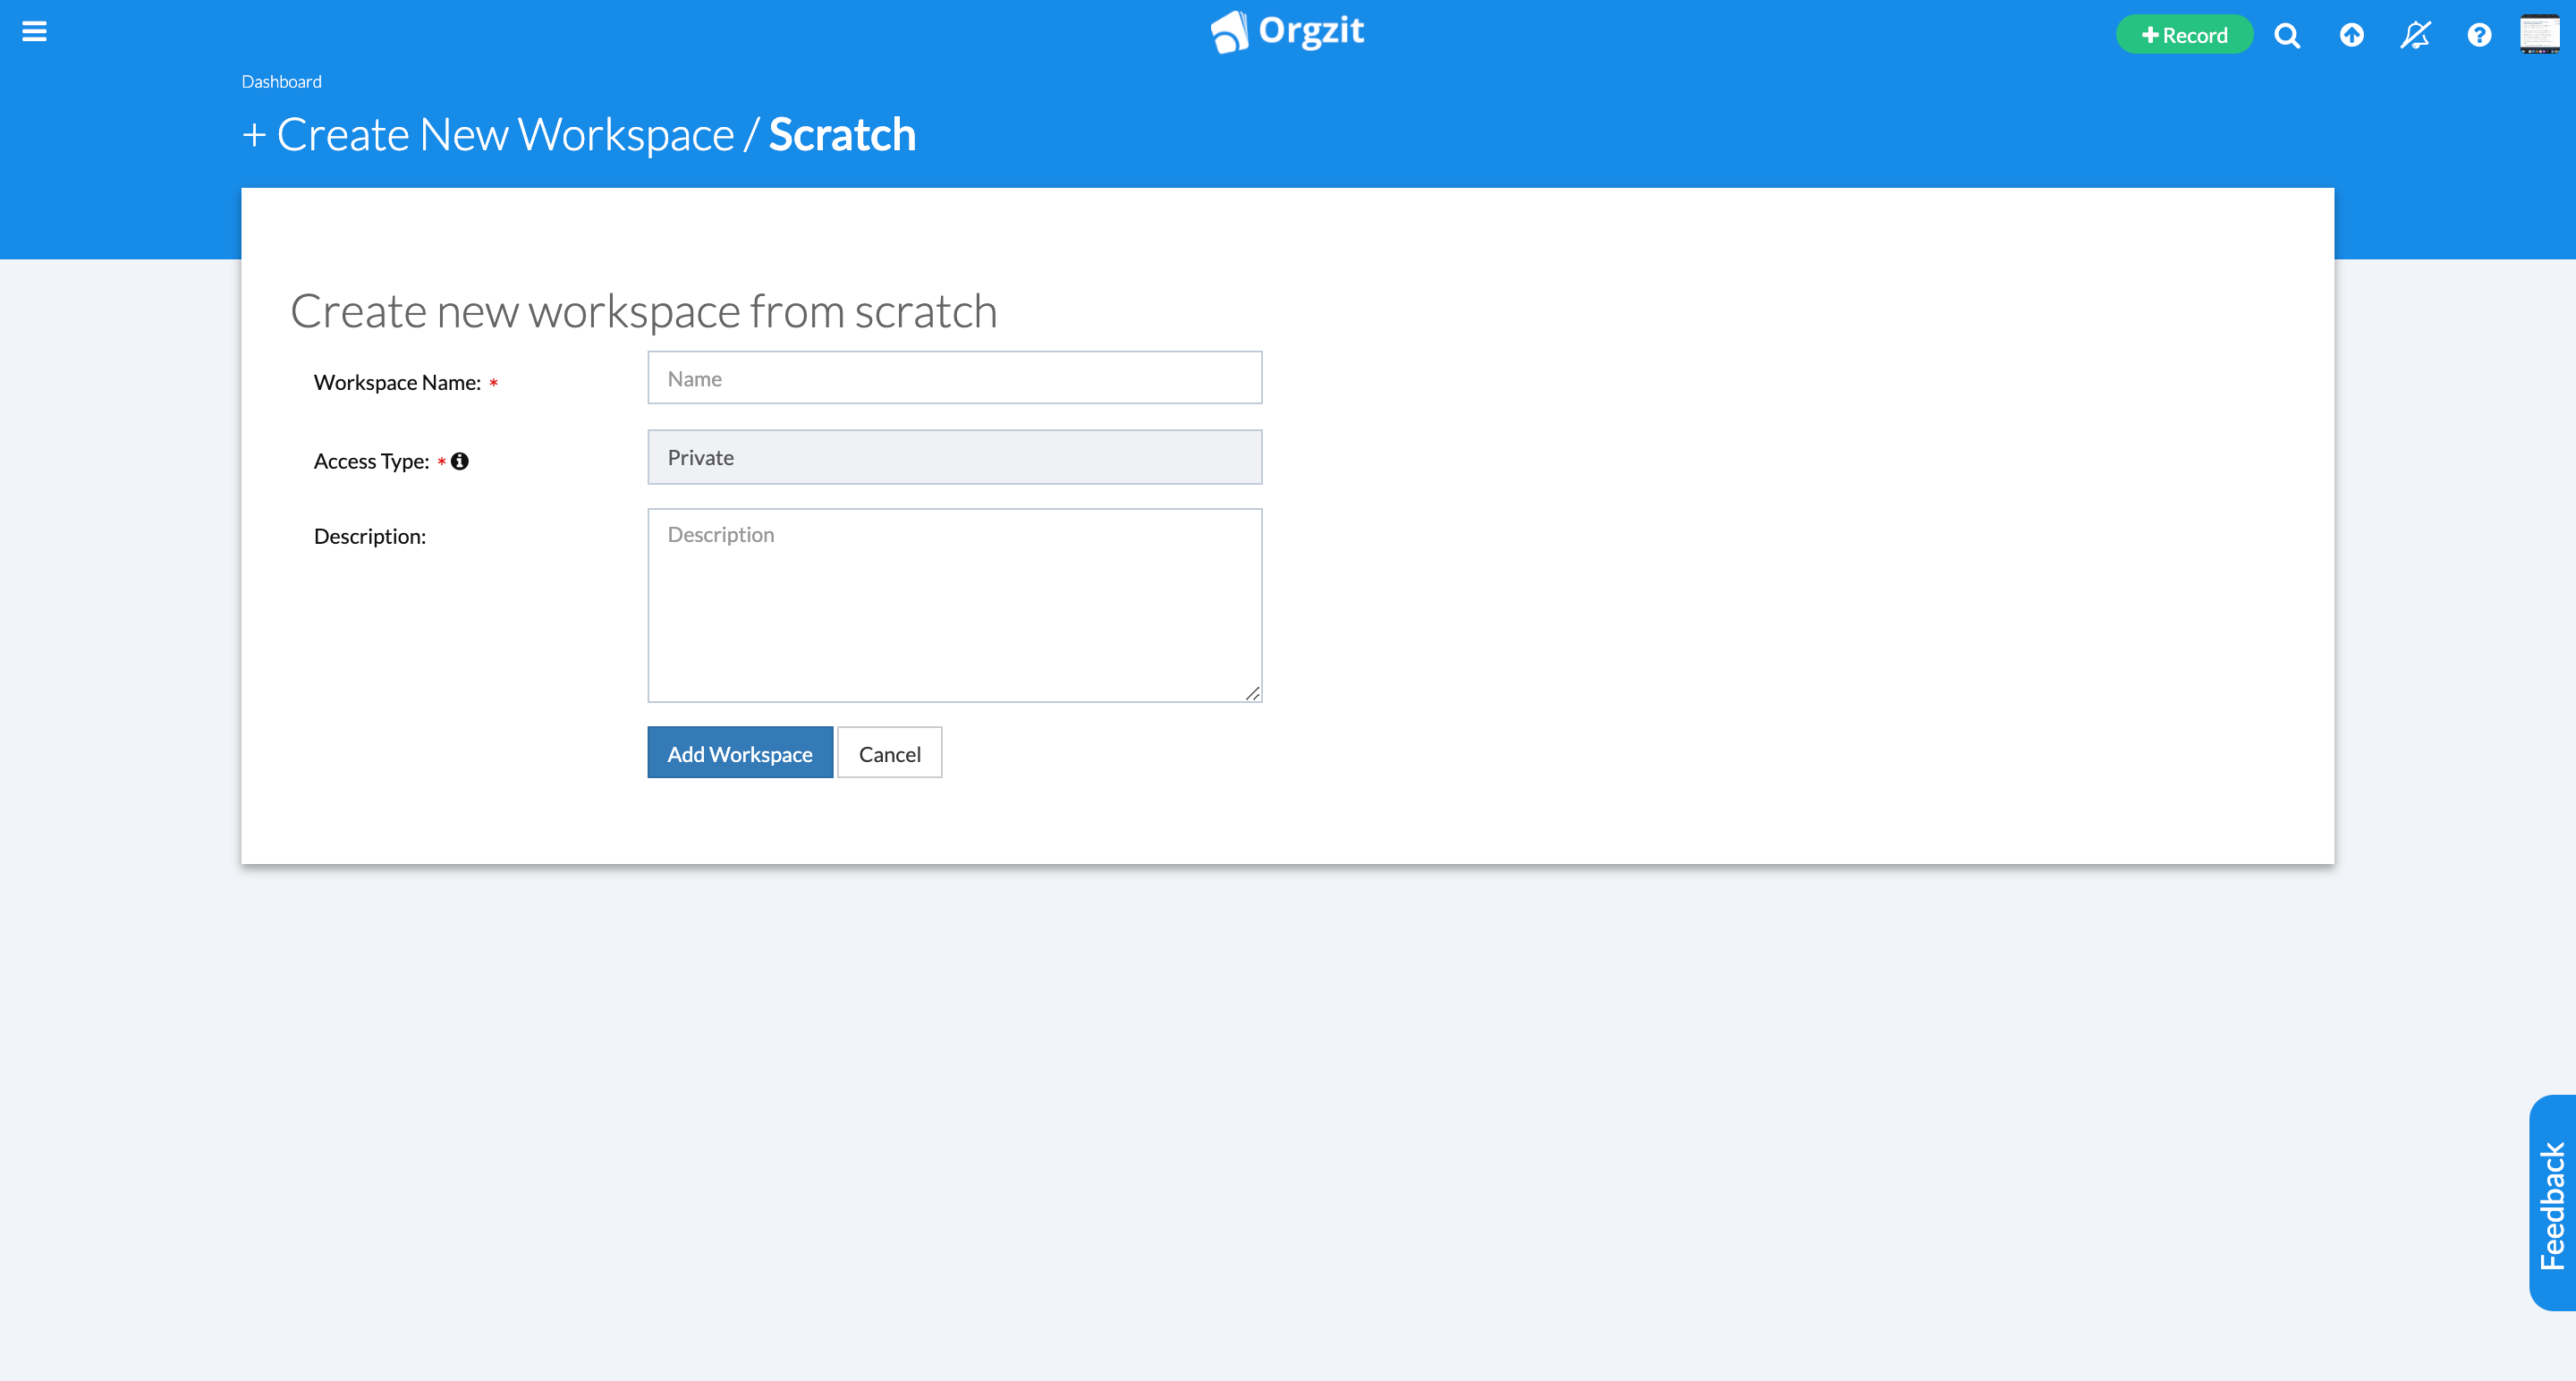 Orgzit
Record
Dashboard
+ Create New Workspace / Scratch
Create new workspace from scratch
Workspace Name: *
Name
Access Type: *
Private
Description:
Description
Add Workspace
Cancel
Feedback